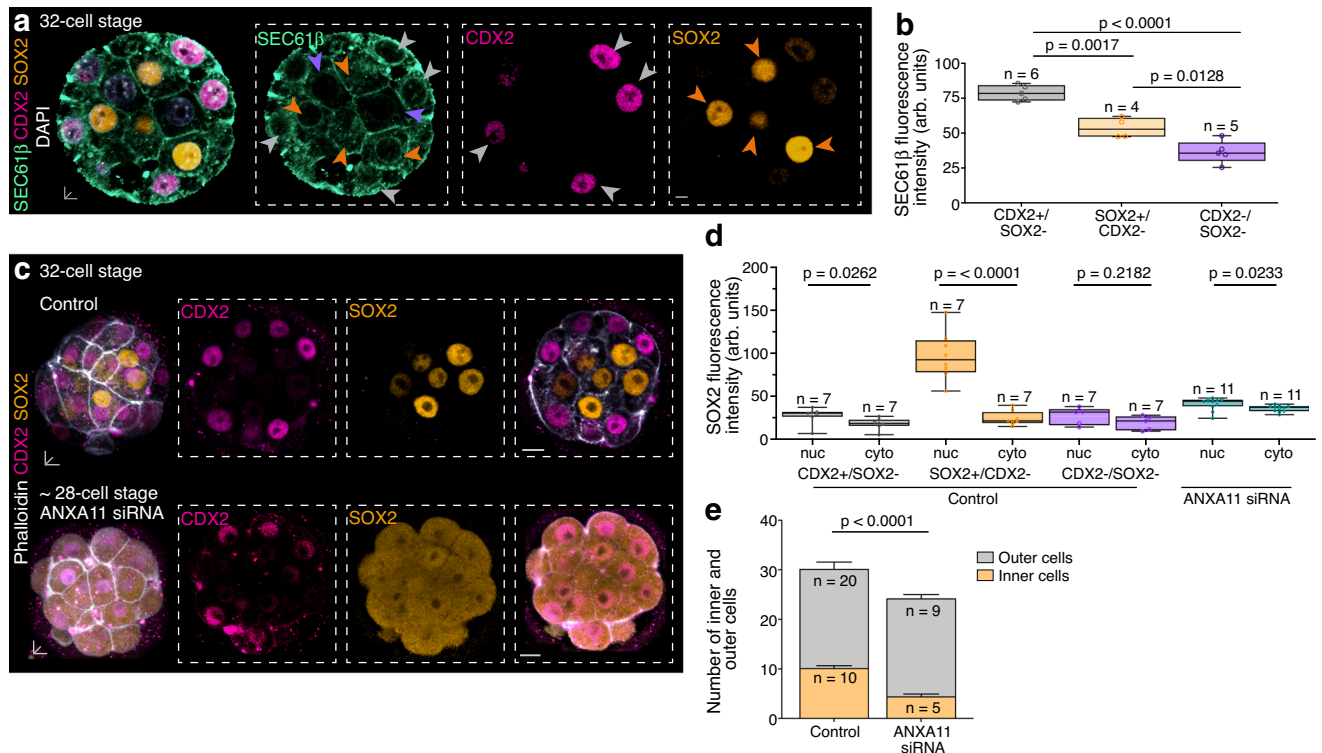 a 32-cell stage
SEC61β CDX2 SOX2
DAPI
SEC61β
CDX2
SOX2
b
p < 0.0001
p = 0.0017
p = 0.0128
n = 6
n = 4
n = 5
SEC61β fluorescence
intensity (arb. units)
75
50
25
0
CDX2+/
SOX2-
SOX2+/
CDX2-
CDX2-/
SOX2-
c 32-cell stage
Control
CDX2
SOX2
Phalloidin CDX2 SOX2
~ 28-cell stage
ANXA11 siRNA
CDX2
SOX2
d
SOX2 fluorescence
intensity (arb. units)
200
150
100
50
0
p = 0.0262
p = < 0.0001
p = 0.2182
p = 0.0233
n = 7
n = 7
n = 7
n = 7
n = 7
n = 7
n = 11
n = 11
nuc cyto nuc cyto nuc cyto nuc cyto
CDX2+/SOX2- SOX2+/CDX2- CDX2-/SOX2-
Control ANXA11 siRNA
e
Number of inner and
outer cells
40
30
20
10
0
p < 0.0001
n = 20
n = 10
n = 9
n = 5
Control
ANXA11
siRNA
Outer cells
Inner cells